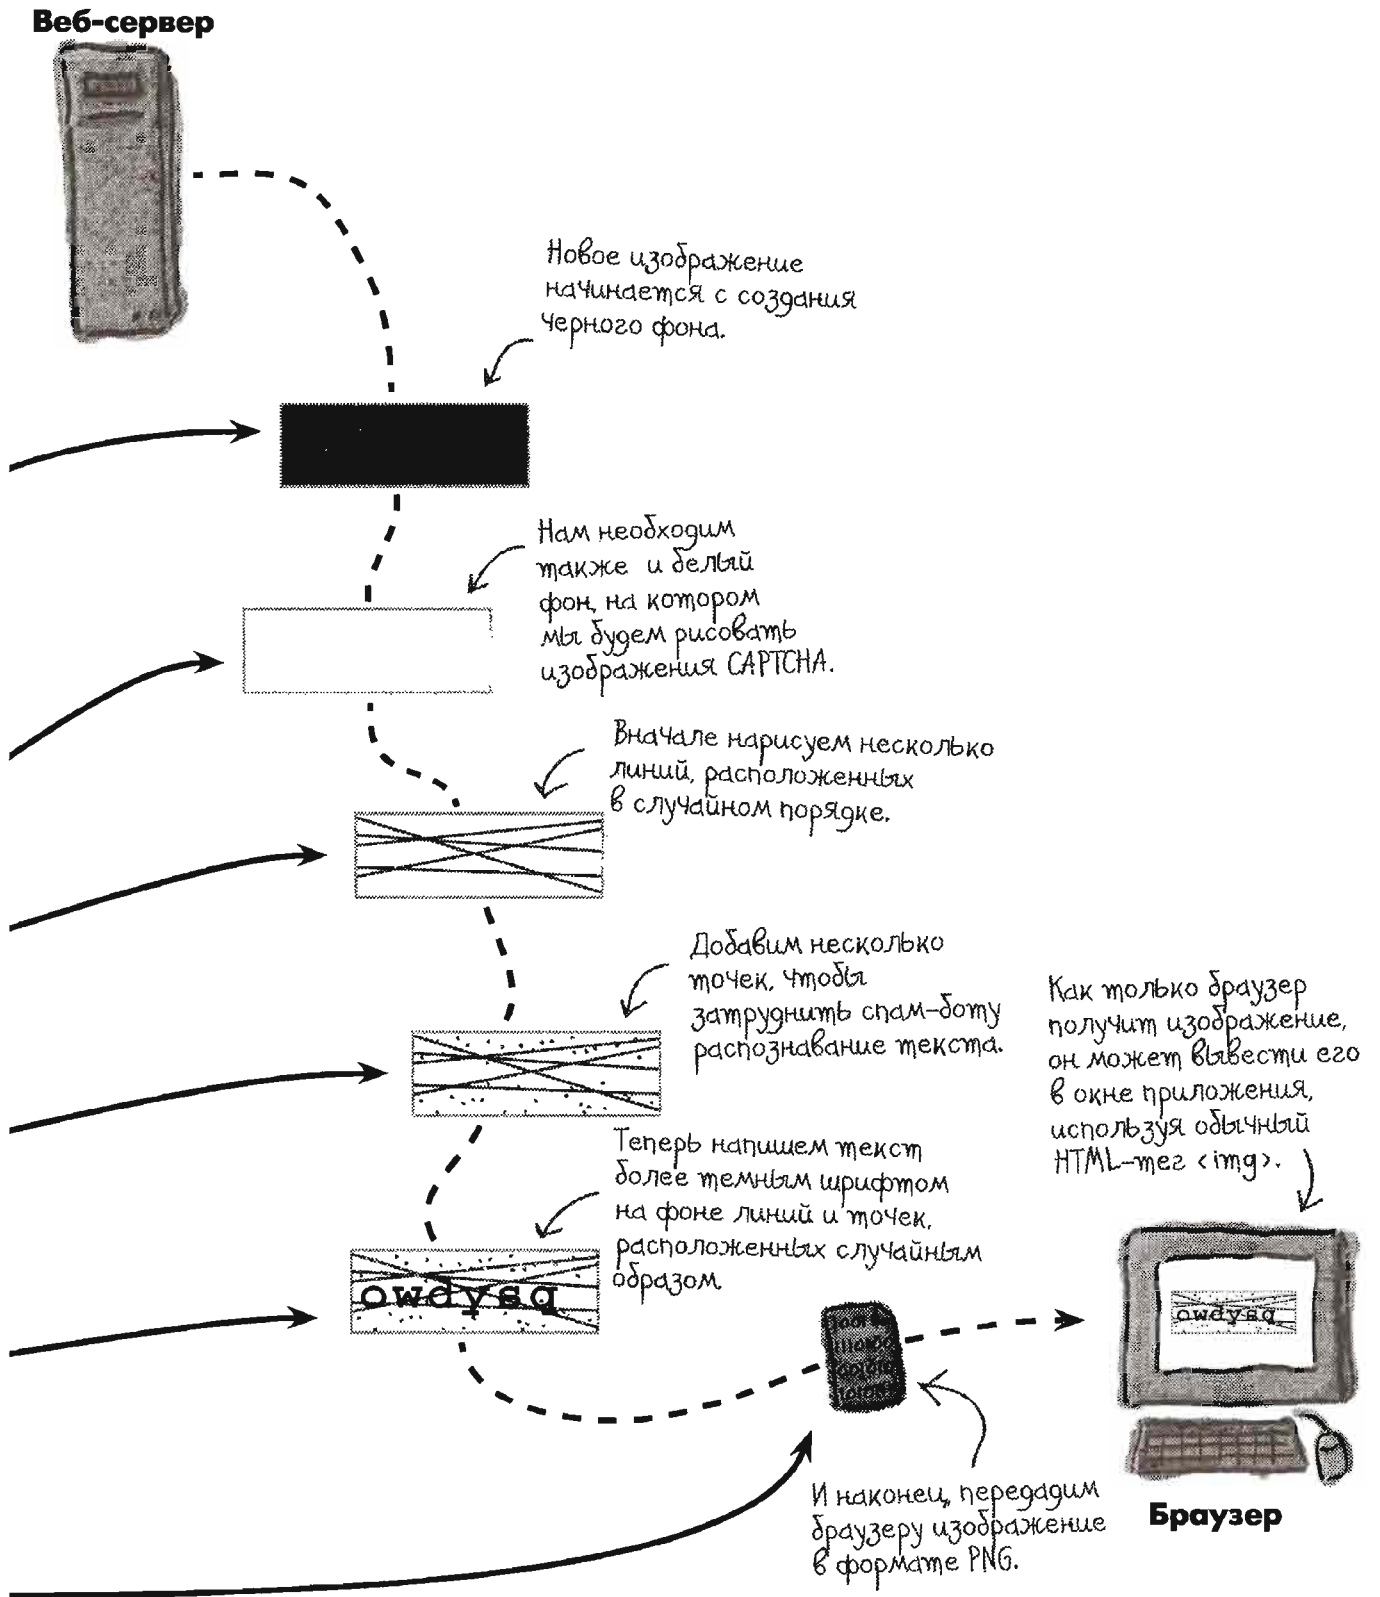 Веб-сервер
Новое изображение
начинается с создания
черного фона.
Нам необходим
также и белый
фон, на котором
мы будем рисовать
изображения CAPTCHA.
Вначале нарисуем несколько
линий, расположенных
в случайном порядке.
Добавим несколько
точек, чтобы
затруднить спам-боту
распознавание текста.
Как только браузер
получит изображение,
он может вывести его
в окне приложения,
используя обычный
HTML-тег <img>.
Теперь напишем текст
более темным шрифтом
на фоне линий и точек,
расположенных случайным
образом.
owdysq
owdysq
И наконец, передадим
браузеру изображение
в формате PNG.
Браузер